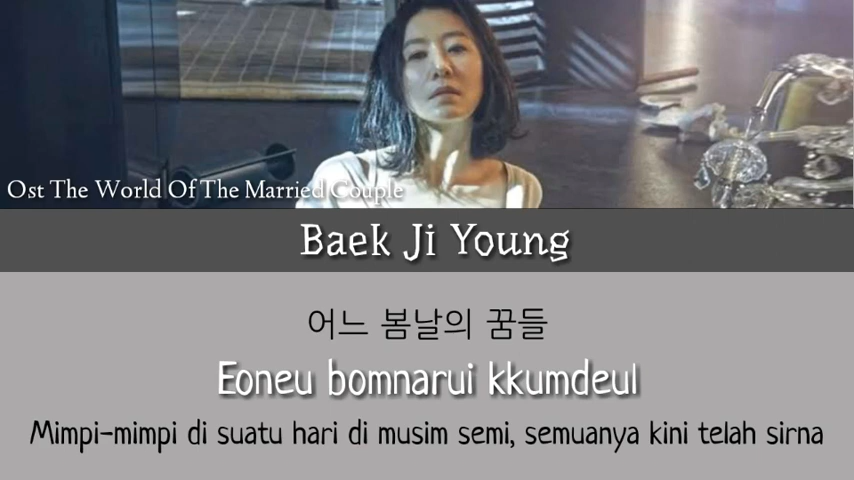 Ost The World Of The Married Couple
Baek Ji Young
어느 봄날의 꿈들
Eoneu bomnarui kkumdeul
Mimpi-mimpi di suatu hari di musim semi, semuanya kini telah sirna